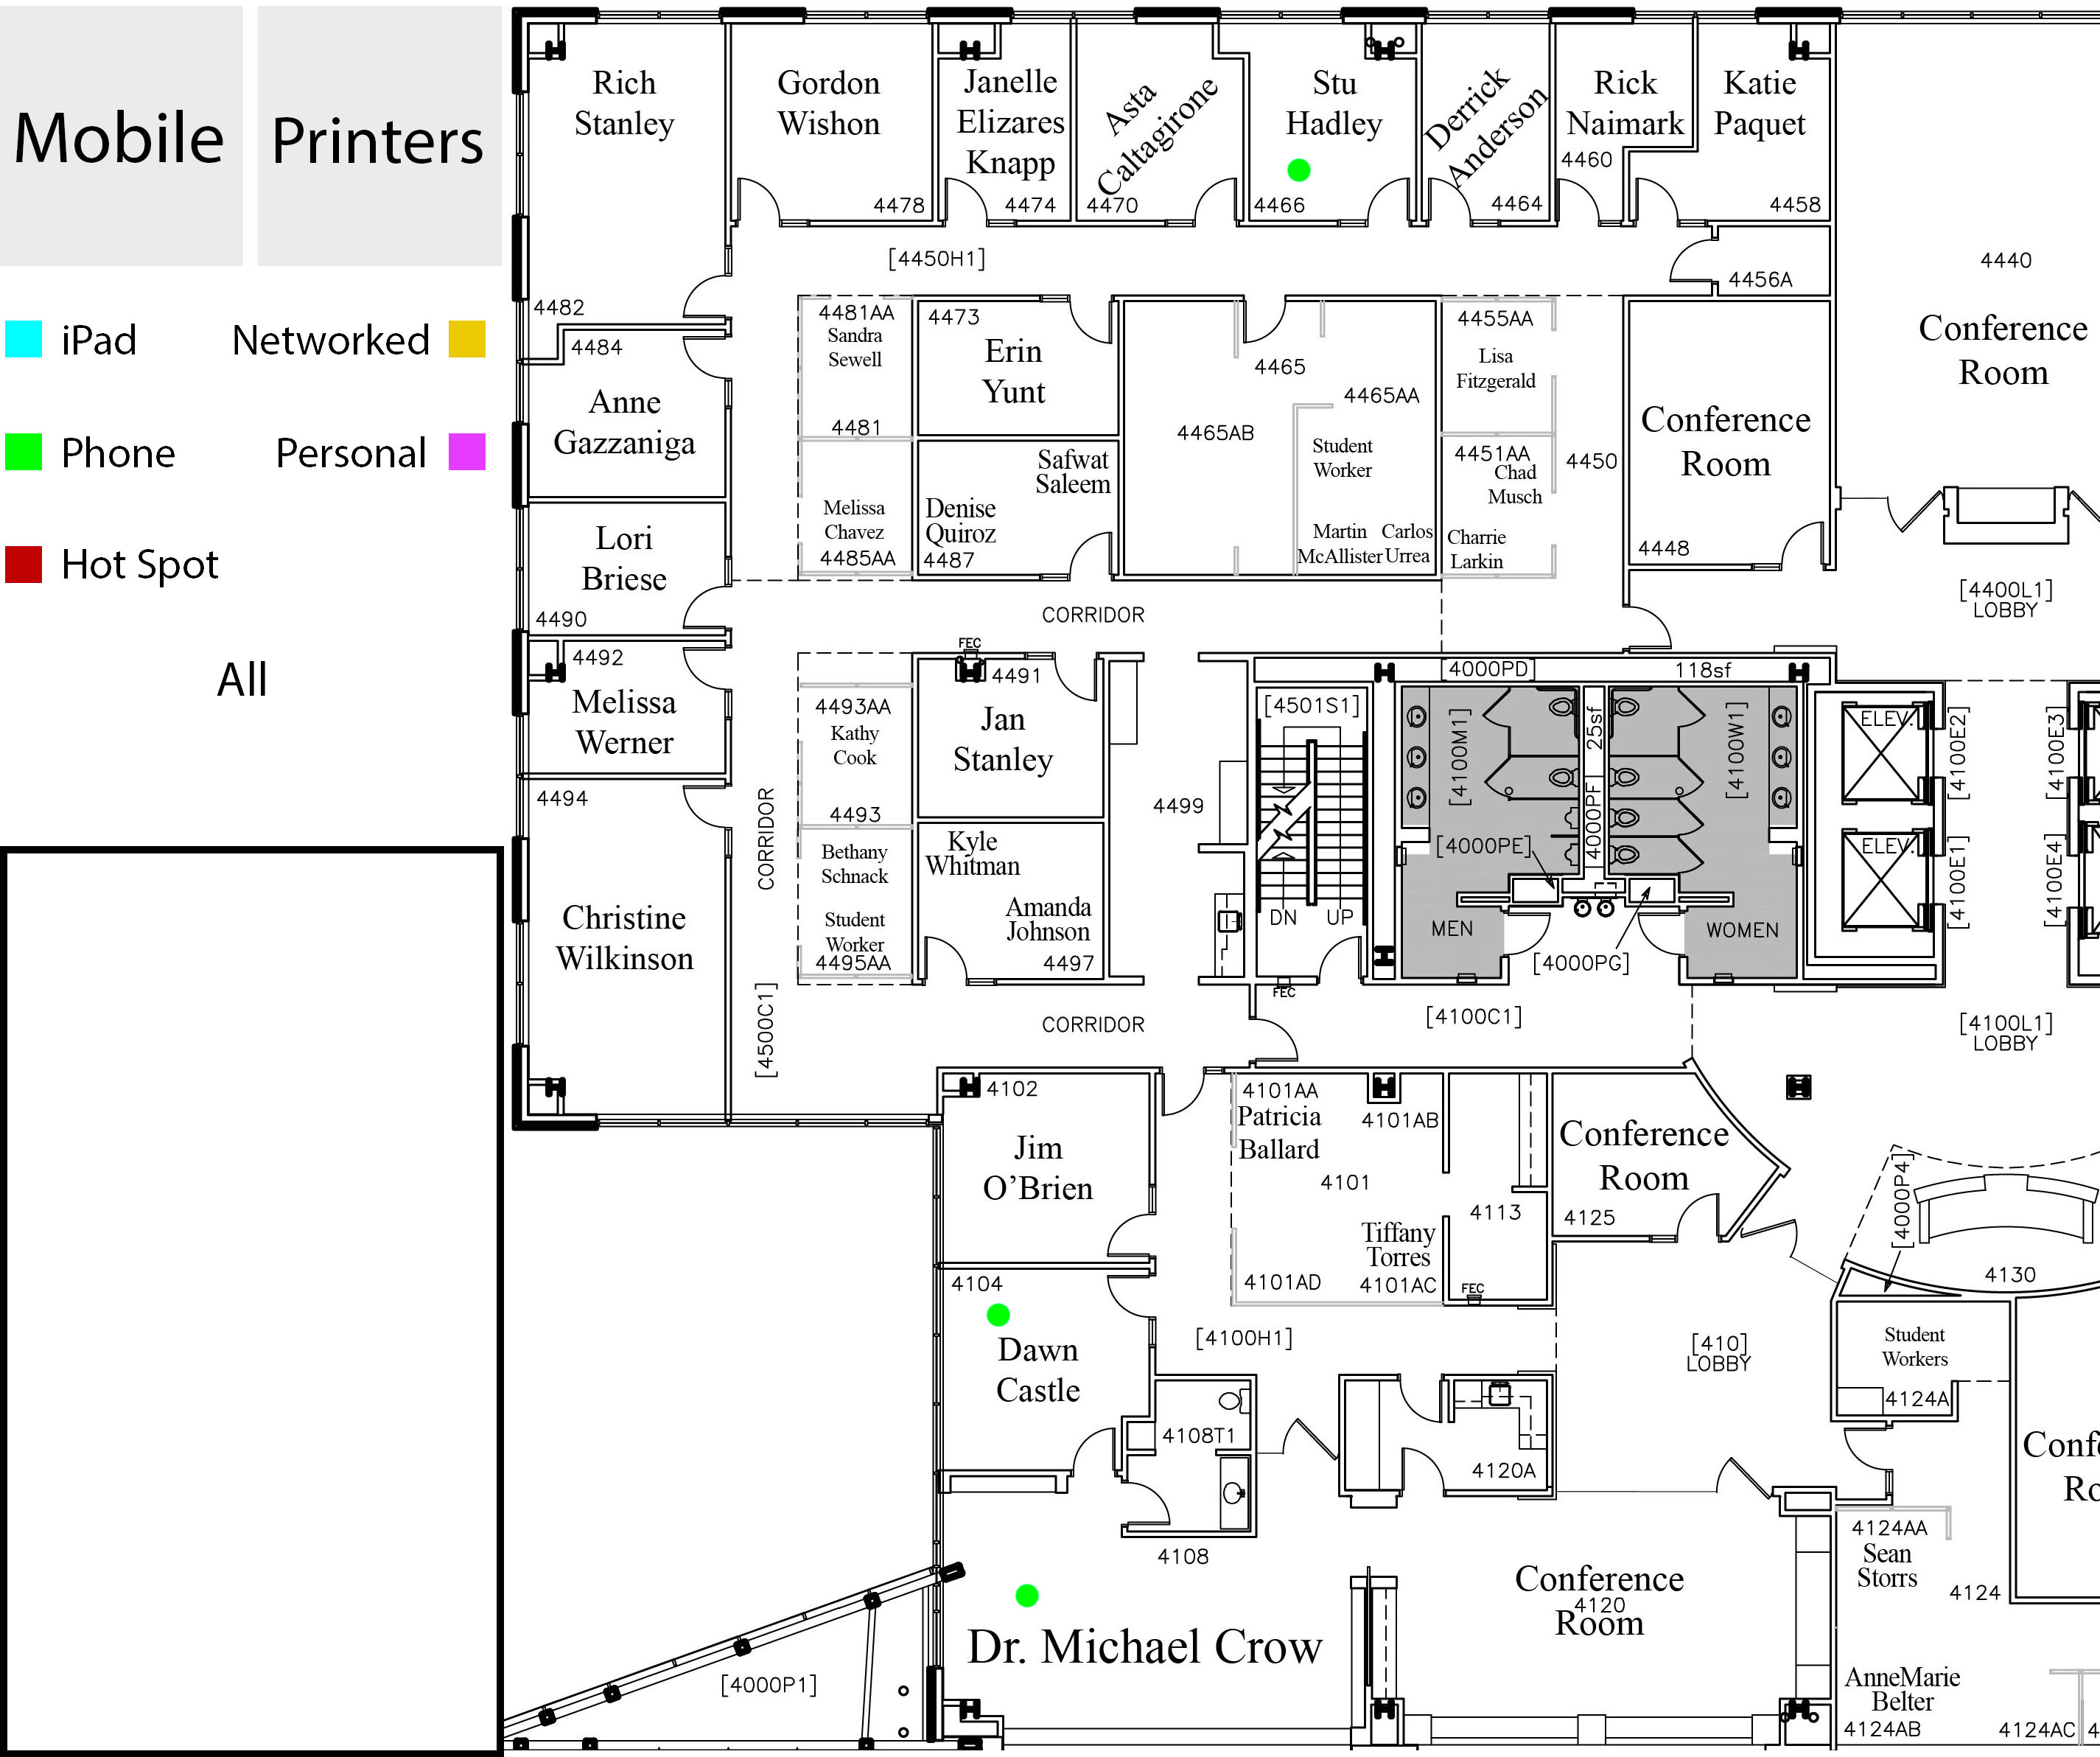 Mobile
Printers
iPad
Networked
Phone
Personal
Hot Spot
All
Rich
Stanley
4482
Gordon
Wishon
4478
Janelle
Elizares
Knapp
4474
Asta
Caltagirone
4470
Stu
Hadley
4466
Derrick
Anderson
4464
Rick
Naimark
4460
Katie
Paquet
4458
[4450H1]
4456A
4440
Conference
Room
4484
Anne
Gazzaniga
4481AA
Sandra
Sewell
4481
Melissa
Chavez
4485AA
4473
Erin
Yunt
Safwat
Saleem
Denise
Quiroz
4487
4465
4465AA
4465AB
Student
Worker
Martin
McAllister
Carlos
Urrea
4455AA
Lisa
Fitzgerald
4451AA
Chad
Musch
Charrie
Larkin
4450
Conference
Room
4448
Lori
Briese
4490
CORRIDOR
[4400L1]
LOBBY
4492
Melissa
Werner
FEC
4491
Jan
Stanley
4493AA
Kathy
Cook
4493
Bethany
Schnack
Student
Worker
4495AA
4494
Christine
Wilkinson
CORRIDOR
[4500C1]
Kyle
Whitman
Amanda
Johnson
4497
4499
[4501S1]
DN
UP
FEC
4000PD
118sf
[4100M1]
25sf
4000PF
[4100W1]
[4000PE]
MEN
WOMEN
[4000PG]
ELEV.
ELEV.
[4100E2]
[4100E1]
[4100E3]
[4100E4]
CORRIDOR
[4100C1]
[4100L1]
LOBBY
4102
Jim
O'Brien
4101AA
Patricia
Ballard
4101AB
4101
Tiffany
Torres
4101AD
4101AC
4113
FEC
Conference
Room
4125
[4000P4]
4130
4104
Dawn
Castle
[4100H1]
[410]
LOBBY
Student
Workers
4124A
4108T1
4120A
Conf
Ro
4108
Dr. Michael Crow
Conference
4120
Room
4124AA
Sean
Storrs
4124
AnneMarie
Belter
4124AB
4124AC
4
[4000P1]